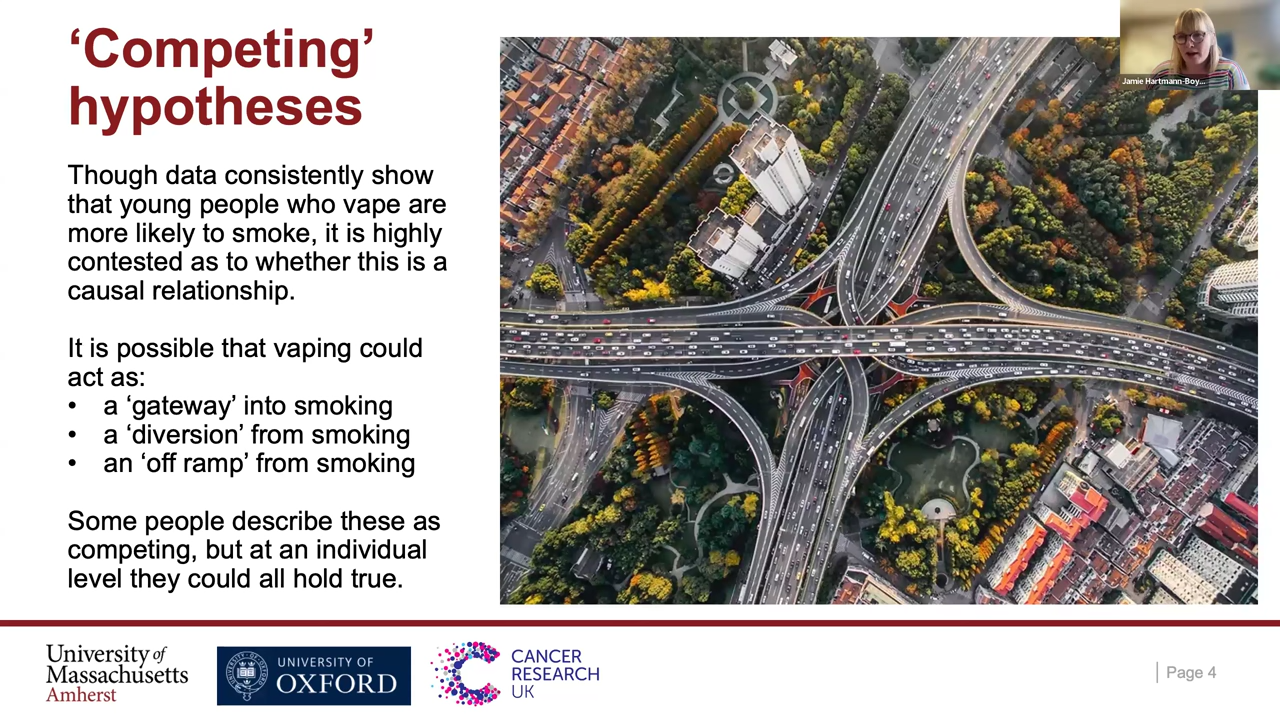 ‘Competing’
hypotheses
Jamie Hartmann-Boy...
Though data consistently show
that young people who vape are
more likely to smoke, it is highly
contested as to whether this is a
causal relationship.
It is possible that vaping could
act as:
• a ‘gateway’ into smoking
• a ‘diversion’ from smoking
• an ‘off ramp’ from smoking
Some people describe these as
competing, but at an individual
level they could all hold true.
University of
Massachusetts
Amherst
UNIVERSITY OF
OXFORD
CANCER
RESEARCH
UK
Page 4